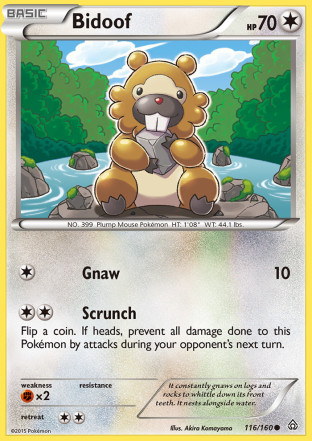 BASIC
Bidoof
HP 70
NO. 399 Plump Mouse Pokémon HT: 1'08" WT: 44.1 lbs.
Gnaw 10
Scrunch
Flip a coin. If heads, prevent all damage done to this
Pokémon by attacks during your opponent's next turn.
weakness
resistance
×2
retreat
It constantly gnaws on logs and
rocks to whittle down its front
teeth. It nests alongside water.
©2015 Pokémon
Illus. Akira Komayama
116/160